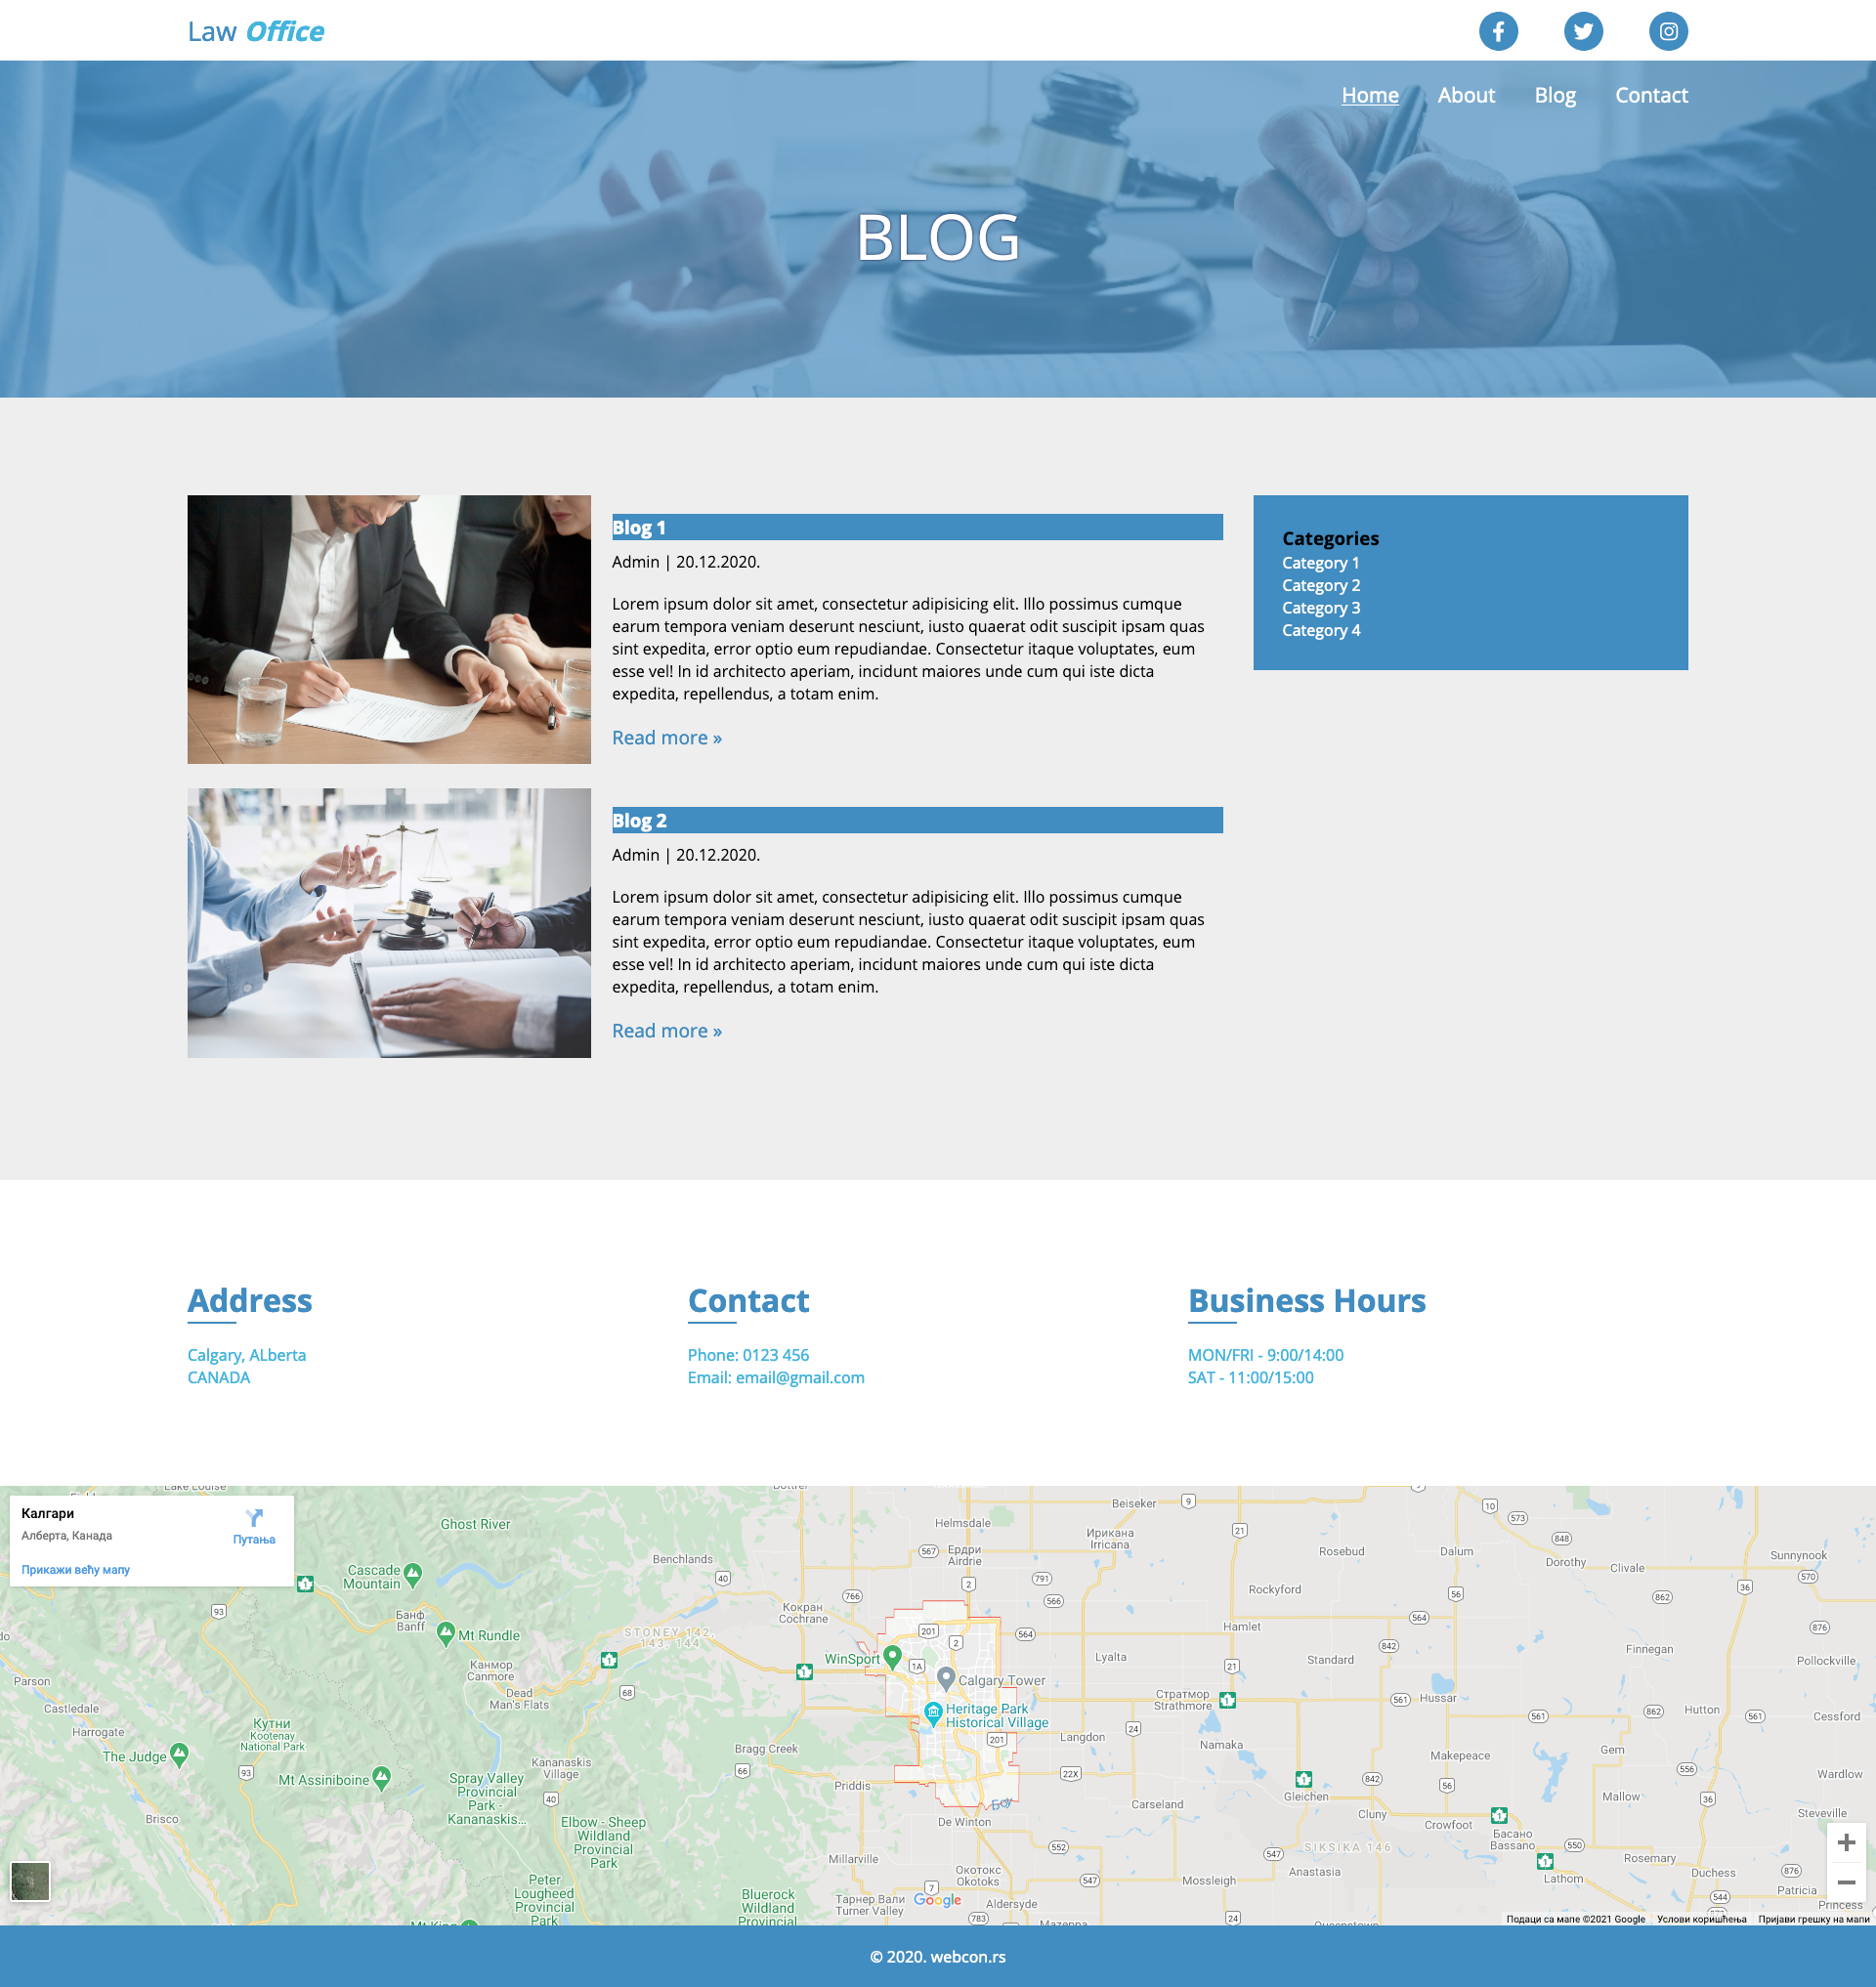 Law Office
Home About Blog Contact
BLOG
Blog 1
Admin | 20.12.2020.
Lorem ipsum dolor sit amet, consectetur adipisicing elit. Illo possimus cumque
earum tempora veniam deserunt nesciunt, iusto quaerat odit suscipit ipsam quas
sint expedita, error optio eum repudiandae. Consectetur itaque voluptates, eum
esse vel! In id architecto aperiam, incidunt maiores unde cum qui iste dicta
expedita, repellendus, a totam enim.
Read more »
Categories
Category 1
Category 2
Category 3
Category 4
Blog 2
Admin | 20.12.2020.
Lorem ipsum dolor sit amet, consectetur adipisicing elit. Illo possimus cumque
earum tempora veniam deserunt nesciunt, iusto quaerat odit suscipit ipsam quas
sint expedita, error optio eum repudiandae. Consectetur itaque voluptates, eum
esse vel! In id architecto aperiam, incidunt maiores unde cum qui iste dicta
expedita, repellendus, a totam enim.
Read more »
Address
Calgary, ALberta
CANADA
Contact
Phone: 0123 456
Email: email@gmail.com
Business Hours
MON/FRI - 9:00/14:00
SAT - 11:00/15:00
Калгари
Алберта, Канада
Путања
Прикажи већу мапу
Ghost River
Cascade
Mountain
Банф
Banff
Mt Rundle
Канмор
Canmore
Dead
Man's Flats
STONEY 142,
143, 144
Benchlands
Parson
Castledale
Harrogate
The Judge
Кутни
Kootenay
National Park
Mt Assiniboine
Brisco
Spray Valley
Provincial
Park -
Kananaskis...
Kananaskis
Village
Elbow - Sheep
Wildland
Provincial
Park
Peter
Lougheed
Provincial
Park
Bluerock
Wildland
Provincial
Bragg Creek
Priddis
Millarville
Тарнер Вали
Turner Valley
Кокран
Cochrane
Helmsdale
Ердри
Airdrie
Beiseker
Ирикана
Irricana
WinSport
Calgary Tower
Heritage Park
Historical Village
Боу
De Winton
Окотокс
Okotoks
Aldersyde
Mazeppa
Lyalta
Стратмор
Strathmore
Langdon
Namaka
Carseland
Mossleigh
Rockyford
Hamlet
Standard
Rosebud
Dalum
Dorothy
Clivale
Sunnynook
Finnegan
Pollockville
Hussar
Hutton
Cessford
Makepeace
Gem
Wardlow
Gleichen
Cluny
Crowfoot
Mallow
Steveville
SIKSIKA 146
Басано
Bassano
Anastasia
Lathom
Rosemary
Duchess
Patricia
Princess
Queenstown
Google
Подаци са мапе ©2021 Google
Услови коришћења
Пријави грешку на мапи
© 2020. webcon.rs